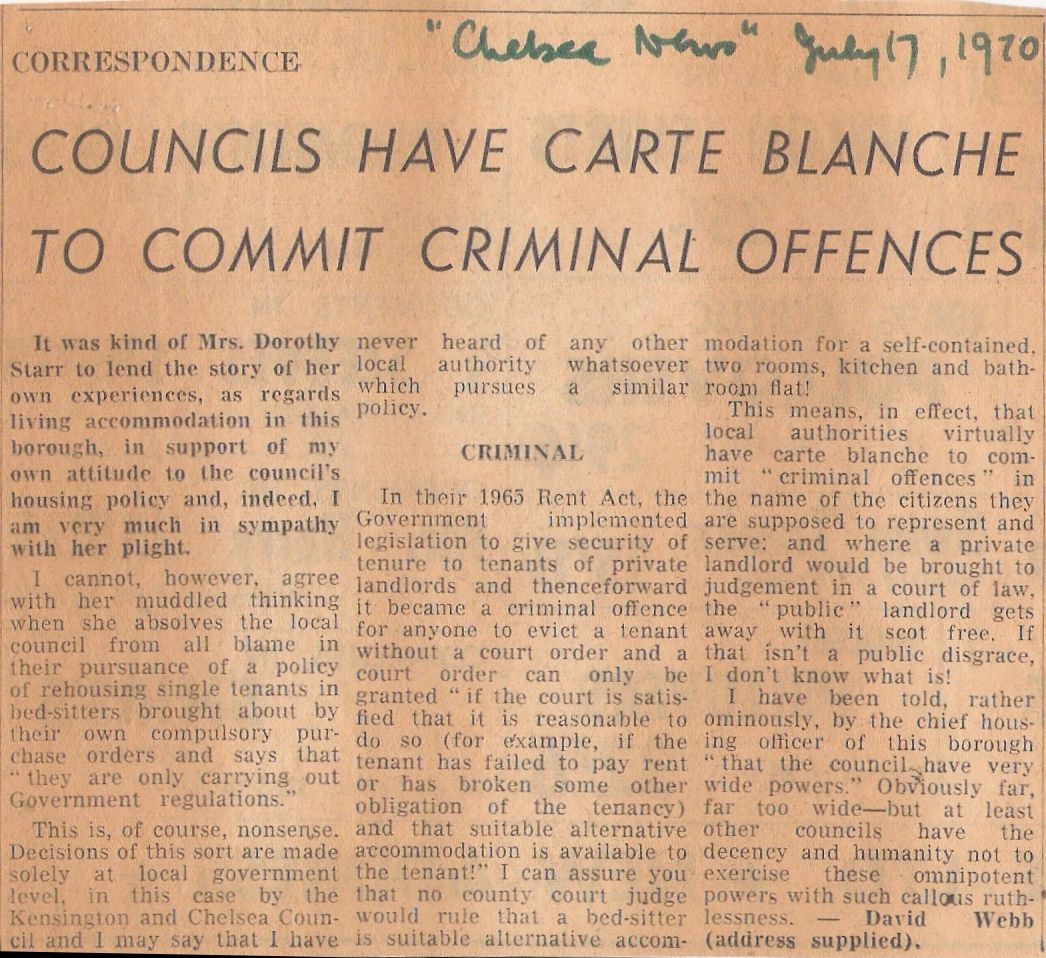 "Chelsea News" July 17, 1970
CORRESPONDENCE
COUNCILS HAVE CARTE BLANCHE
TO COMMIT CRIMINAL OFFENCES
It was kind of Mrs. Dorothy
Starr to lend the story of her
own experiences, as regards
living accommodation in this
borough, in support of my
own attitude to the council's
housing policy and, indeed, I
am very much in sympathy
with her plight.
I cannot, however, agree
with her muddled thinking
when she absolves the local
council from all blame in
their pursuance of a policy
of rehousing single tenants in
bed-sitters brought about by
their own compulsory pur-
chase orders and says that
"they are only carrying out
Government regulations."
This is, of course, nonsense.
Decisions of this sort are made
solely at local government
level, in this case by the
Kensington and Chelsea Coun-
cil and I may say that I have
never heard of any other
local authority whatsoever
which pursues a similar
policy.
CRIMINAL
In their 1965 Rent Act, the
Government implemented
legislation to give security of
tenure to tenants of private
landlords and thenceforward
it became a criminal offence
for anyone to evict a tenant
without a court order and a
court order can only be
granted "if the court is satis-
fied that it is reasonable to
do so (for example, if the
tenant has failed to pay rent
or has broken some other
obligation of the tenancy)
and that suitable alternative
accommodation is available to
the tenant!" I can assure you
that no county court judge
would rule that a bed-sitter
is suitable alternative accom-
modation for a self-contained,
two rooms, kitchen and bath-
room flat!
This means, in effect, that
local authorities virtually
have carte blanche to com-
mit "criminal offences" in
the name of the citizens they
are supposed to represent and
serve; and where a private
landlord would be brought to
judgement in a court of law,
the "public" landlord gets
away with it scot free. If
that isn't a public disgrace,
I don't know what is!
I have been told, rather
ominously, by the chief hous-
ing officer of this borough
"that the council have very
wide powers." Obviously far,
far too wide—but at least
other councils have the
decency and humanity not to
exercise these omnipotent
powers with such callous ruth-
lessness. — David Webb
(address supplied).